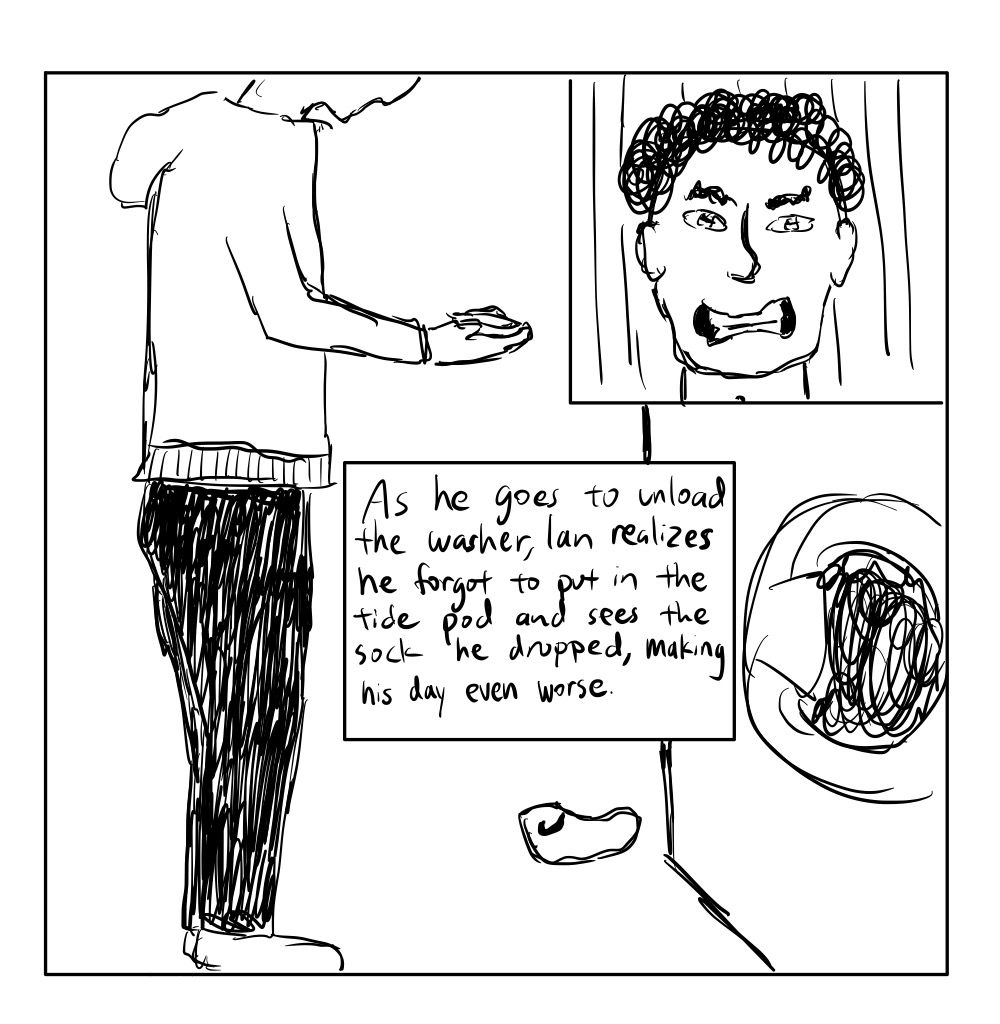 As he goes to unload
the washer, Ian realizes
he forgot to put in the
tide pod and sees the
sock he dropped, making
his day even worse.